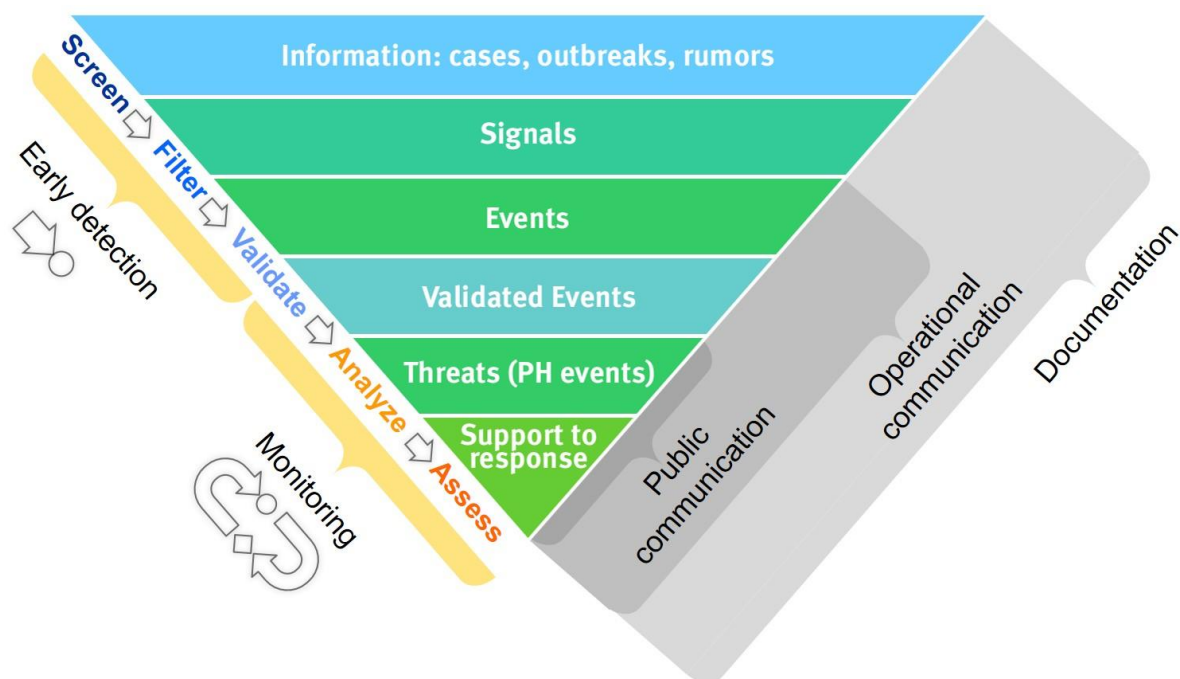 Information: cases, outbreaks, rumors
Signals
Events
Validated Events
Threats (PH events)
Support to
response
Screen
Filter
Validate
Analyze
Assess
Early detection
Monitoring
Public
communication
Operational
communication
Documentation